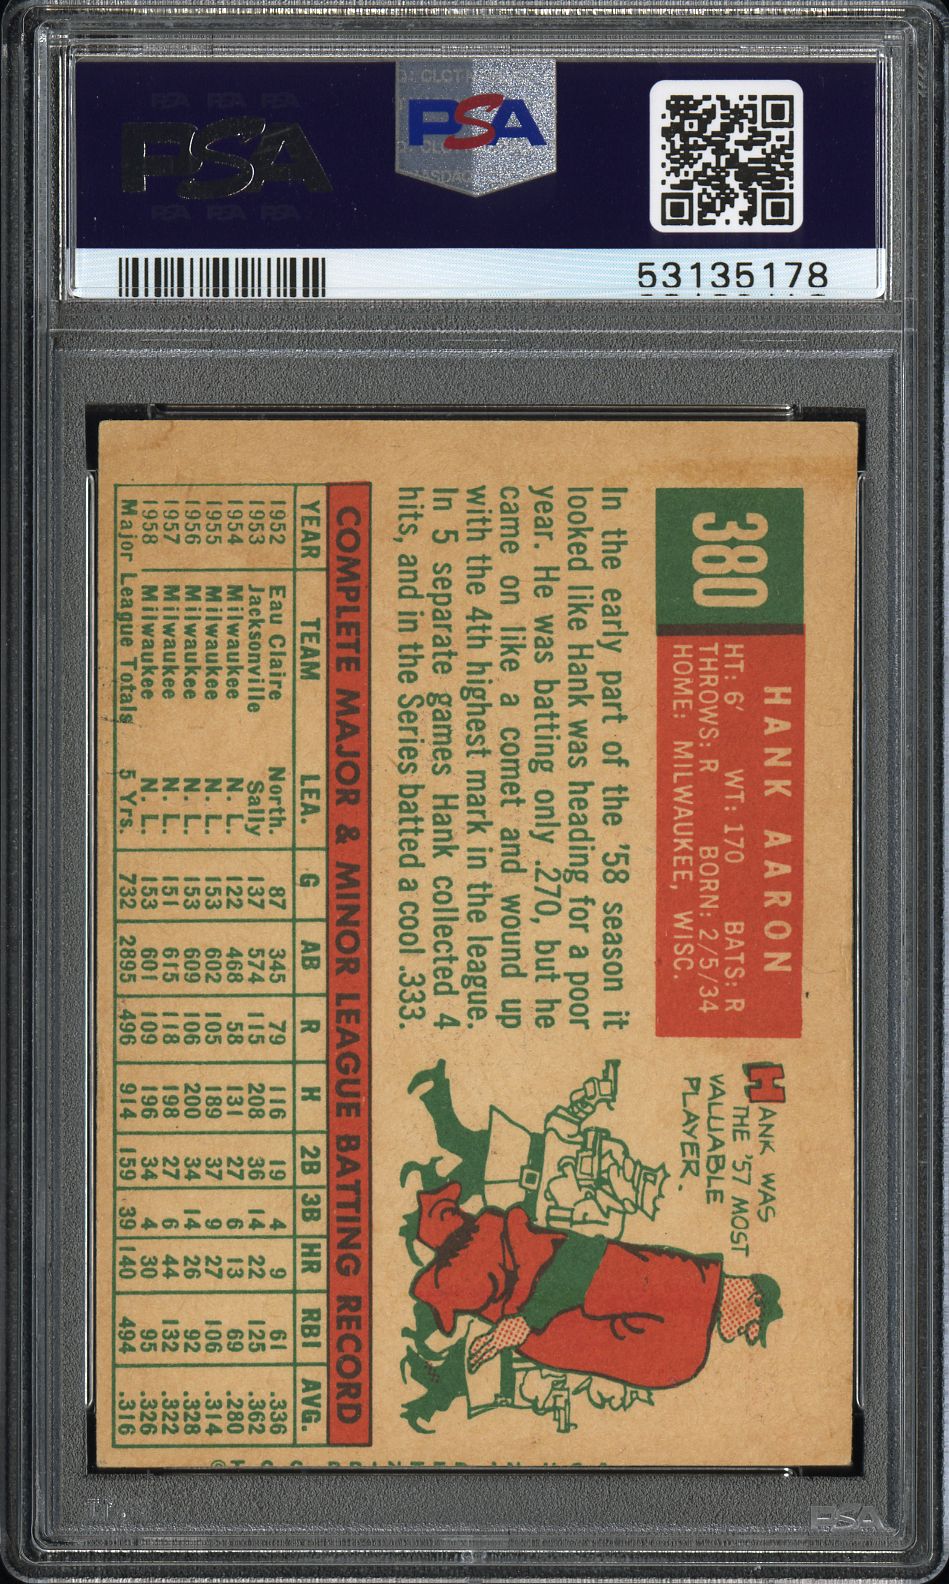 PSA
PSA
53135178
380
HANK AARON
HT: 6' WT: 170 BATS: R
THROWS: R BORN: 2/5/34
HOME: MILWAUKEE, WISC.
In the early part of the '58 season it
looked like Hank was heading for a poor
year. He was batting only .270, but he
came on like a comet and wound up
with the 4th highest mark in the league.
In 5 separate games Hank collected 4
hits, and in the Series batted a cool .333.
HANK WAS
THE '57 MOST
VALUABLE
PLAYER.
COMPLETE MAJOR & MINOR LEAGUE BATTING RECORD
YEAR TEAM LEA. G AB R H 2B 3B HR RBI AVG.
1952 Eau Claire North. 87 345 79 116 19 4 9 61 .336
1953 Jacksonville Sally 137 574 115 208 36 14 22 125 .362
1954 Milwaukee N. L. 122 468 58 131 27 6 13 69 .280
1955 Milwaukee N. L. 153 602 105 189 37 9 27 106 .314
1956 Milwaukee N. L. 153 609 106 200 34 14 26 92 .328
1957 Milwaukee N. L. 151 615 118 198 27 6 44 132 .322
1958 Milwaukee N. L. 153 601 109 196 34 4 30 95 .326
Major League Totals 5 Yrs. 732 2895 496 914 159 39 140 494 .316
PSA